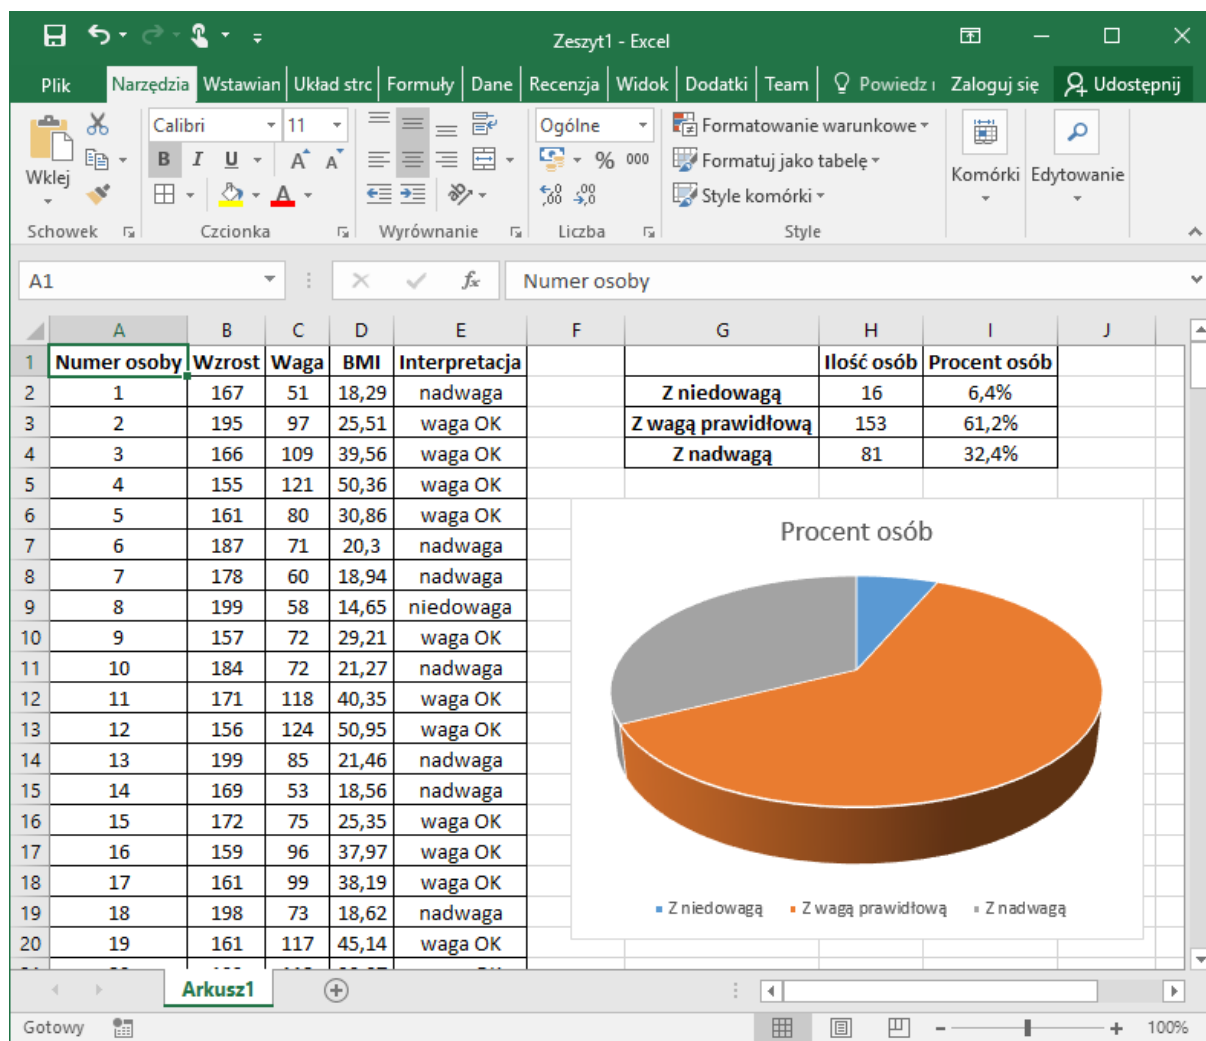 Zeszyt1 - Excel
Plik Narzędzia Wstawian Układ strc Formuły Dane Recenzja Widok Dodatki Team Powiedz i Zaloguj się Udostępnij
Wklej
Calibri 11
B I U A A
A
Ogólne
% 000
Formatowanie warunkowe
Formatuj jako tabelę
Style komórki
Komórki
Edytowanie
Schowek Czcionka Wyrównanie Liczba Style
A1 fx Numer osoby
A B C D E F G H I J
1 Numer osoby Wzrost Waga BMI Interpretacja Ilość osób Procent osób
2 1 167 51 18,29 nadwaga Z niedowagą 16 6,4%
3 2 195 97 25,51 waga OK Z wagą prawidłową 153 61,2%
4 3 166 109 39,56 waga OK Z nadwagą 81 32,4%
5 4 155 121 50,36 waga OK
6 5 161 80 30,86 waga OK
7 6 187 71 20,3 nadwaga
8 7 178 60 18,94 nadwaga
9 8 199 58 14,65 niedowaga
10 9 157 72 29,21 waga OK
11 10 184 72 21,27 nadwaga
12 11 171 118 40,35 waga OK
13 12 156 124 50,95 waga OK
14 13 199 85 21,46 nadwaga
15 14 169 53 18,56 nadwaga
16 15 172 75 25,35 waga OK
17 16 159 96 37,97 waga OK
18 17 161 99 38,19 waga OK
19 18 198 73 18,62 nadwaga
20 19 161 117 45,14 waga OK
Procent osób
Z niedowagą Z wagą prawidłową Z nadwagą
Arkusz1
Gotowy 100%